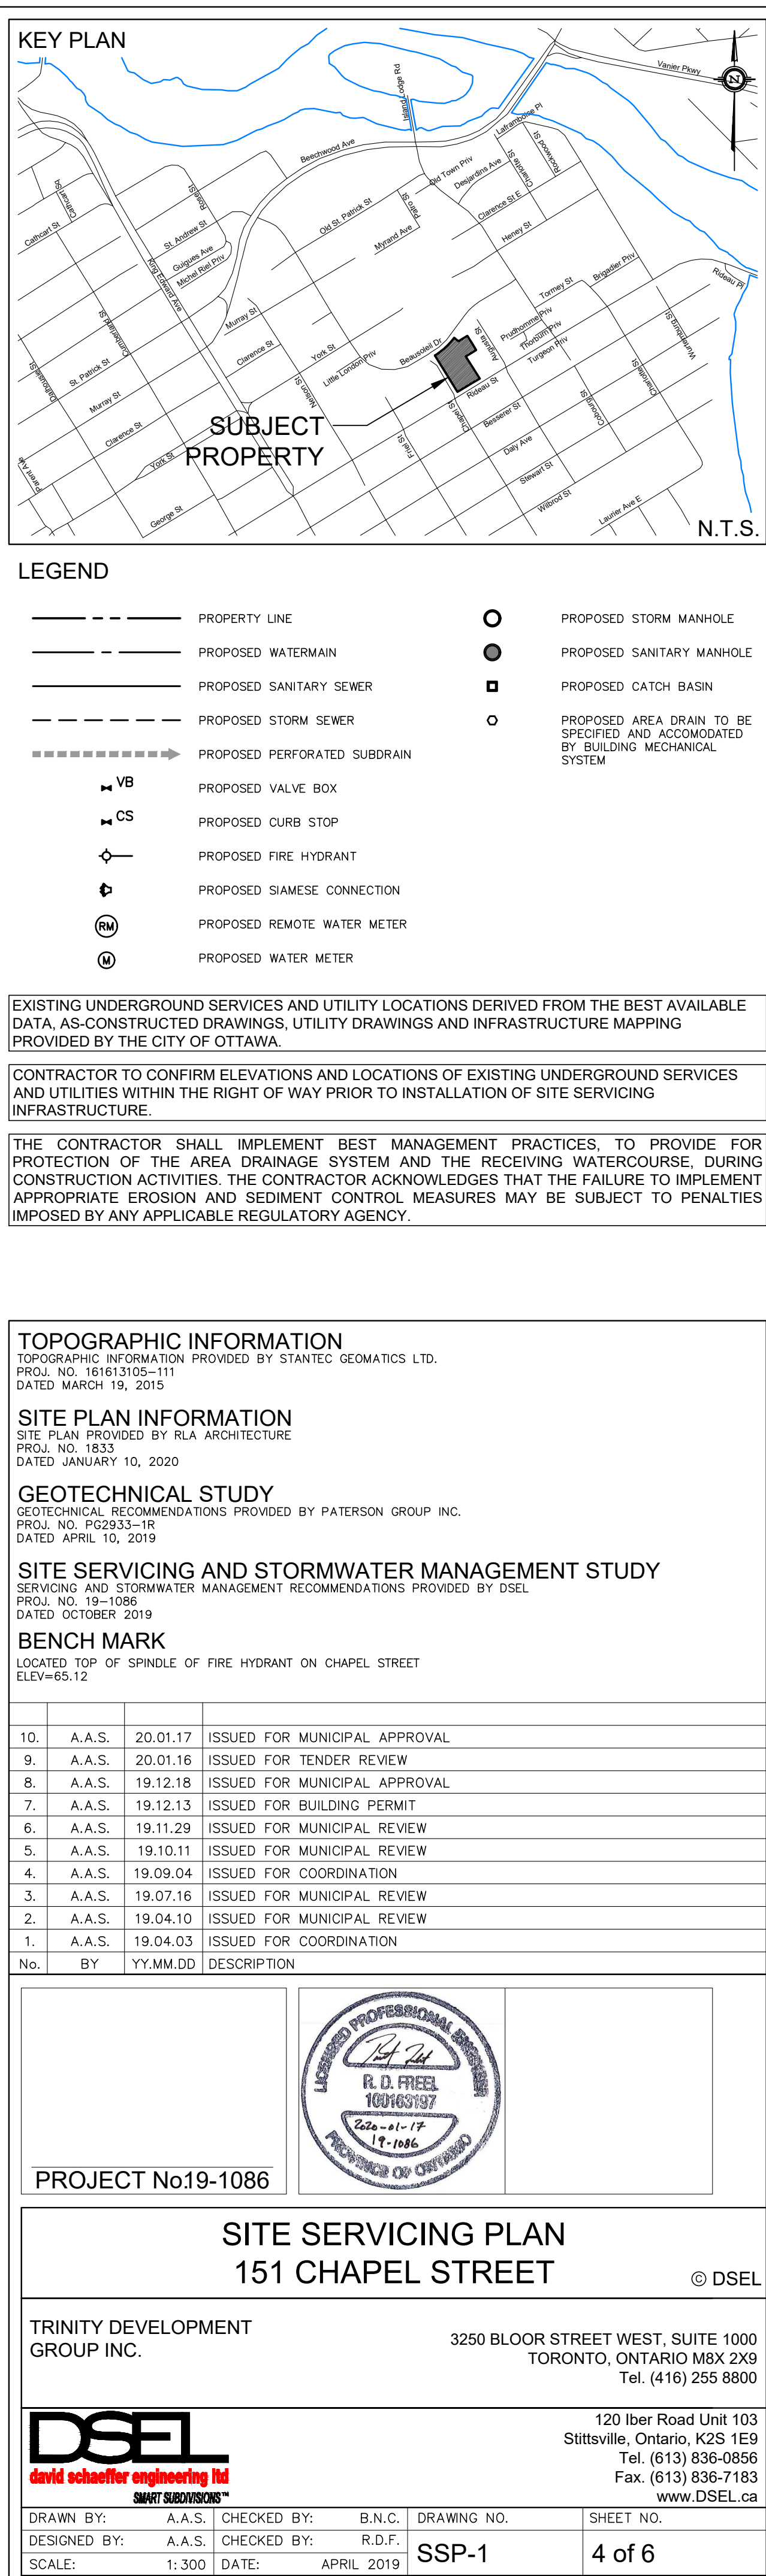 KEY PLAN
Island Lodge Rd
Vanier Pkwy
N
Laframboise Pl
Beechwood Ave
Rockwood St
Charlotte St
Old Town Priv
Desjardins Ave
Cathcart Sq
Rose St
Patro St
Clarence St E
Old St. Patrick St
Cathcart St
St. Andrew St
Heney St
Myrand Ave
Guigues Ave
Michel Riel Priv
King Edward Ave
Brigadier Priv
Rideau Pl
Tormey St
Murray St
Cumberland St
Prudhomme Priv
Wurtemburg St
Augusta St
Thorburn Priv
York St
Clarence St
Beausoleil Dr
Turgeon Priv
Dalhousie St
St. Patrick St
Little London Priv
Charlotte St
Nelson St
Rideau St
Murray St
Besserer St
Cobourg St
Chapel St
SUBJECT
PROPERTY
Friel St
Clarence St
Daly Ave
York St
Stewart St
Parent Ave
Wilbrod St
George St
Laurier Ave E
N.T.S.
LEGEND
PROPERTY LINE
PROPOSED WATERMAIN
PROPOSED SANITARY SEWER
PROPOSED STORM SEWER
PROPOSED PERFORATED SUBDRAIN
VB PROPOSED VALVE BOX
CS PROPOSED CURB STOP
PROPOSED FIRE HYDRANT
PROPOSED SIAMESE CONNECTION
RM PROPOSED REMOTE WATER METER
M PROPOSED WATER METER
PROPOSED STORM MANHOLE
PROPOSED SANITARY MANHOLE
PROPOSED CATCH BASIN
PROPOSED AREA DRAIN TO BE
SPECIFIED AND ACCOMODATED
BY BUILDING MECHANICAL
SYSTEM
EXISTING UNDERGROUND SERVICES AND UTILITY LOCATIONS DERIVED FROM THE BEST AVAILABLE
DATA, AS-CONSTRUCTED DRAWINGS, UTILITY DRAWINGS AND INFRASTRUCTURE MAPPING
PROVIDED BY THE CITY OF OTTAWA.
CONTRACTOR TO CONFIRM ELEVATIONS AND LOCATIONS OF EXISTING UNDERGROUND SERVICES
AND UTILITIES WITHIN THE RIGHT OF WAY PRIOR TO INSTALLATION OF SITE SERVICING
INFRASTRUCTURE.
THE CONTRACTOR SHALL IMPLEMENT BEST MANAGEMENT PRACTICES, TO PROVIDE FOR
PROTECTION OF THE AREA DRAINAGE SYSTEM AND THE RECEIVING WATERCOURSE, DURING
CONSTRUCTION ACTIVITIES. THE CONTRACTOR ACKNOWLEDGES THAT THE FAILURE TO IMPLEMENT
APPROPRIATE EROSION AND SEDIMENT CONTROL MEASURES MAY BE SUBJECT TO PENALTIES
IMPOSED BY ANY APPLICABLE REGULATORY AGENCY.
TOPOGRAPHIC INFORMATION
TOPOGRAPHIC INFORMATION PROVIDED BY STANTEC GEOMATICS LTD.
PROJ. NO. 161613105-111
DATED MARCH 19, 2015
SITE PLAN INFORMATION
SITE PLAN PROVIDED BY RLA ARCHITECTURE
PROJ. NO. 1833
DATED JANUARY 10, 2020
GEOTECHNICAL STUDY
GEOTECHNICAL RECOMMENDATIONS PROVIDED BY PATERSON GROUP INC.
PROJ. NO. PG2933-1R
DATED APRIL 10, 2019
SITE SERVICING AND STORMWATER MANAGEMENT STUDY
SERVICING AND STORMWATER MANAGEMENT RECOMMENDATIONS PROVIDED BY DSEL
PROJ. NO. 19-1086
DATED OCTOBER 2019
BENCH MARK
LOCATED TOP OF SPINDLE OF FIRE HYDRANT ON CHAPEL STREET
ELEV=65.12
10. A.A.S. 20.01.17 ISSUED FOR MUNICIPAL APPROVAL
9. A.A.S. 20.01.16 ISSUED FOR TENDER REVIEW
8. A.A.S. 19.12.18 ISSUED FOR MUNICIPAL APPROVAL
7. A.A.S. 19.12.13 ISSUED FOR BUILDING PERMIT
6. A.A.S. 19.11.29 ISSUED FOR MUNICIPAL REVIEW
5. A.A.S. 19.10.11 ISSUED FOR MUNICIPAL REVIEW
4. A.A.S. 19.09.04 ISSUED FOR COORDINATION
3. A.A.S. 19.07.16 ISSUED FOR MUNICIPAL REVIEW
2. A.A.S. 19.04.10 ISSUED FOR MUNICIPAL REVIEW
1. A.A.S. 19.04.03 ISSUED FOR COORDINATION
No. BY YY.MM.DD DESCRIPTION
PROJECT No.19-1086
LICENSED PROFESSIONAL ENGINEER
R. D. FREEL
100163197
2020-01-17
19-1086
PROVINCE OF ONTARIO
SITE SERVICING PLAN
151 CHAPEL STREET
© DSEL
TRINITY DEVELOPMENT
GROUP INC.
3250 BLOOR STREET WEST, SUITE 1000
TORONTO, ONTARIO M8X 2X9
Tel. (416) 255 8800
DSEL
david schaeffer engineering ltd
SMART SUBDIVISIONS™
120 Iber Road Unit 103
Stittsville, Ontario, K2S 1E9
Tel. (613) 836-0856
Fax. (613) 836-7183
www.DSEL.ca
DRAWN BY: A.A.S. CHECKED BY: B.N.C. DRAWING NO. SHEET NO.
DESIGNED BY: A.A.S. CHECKED BY: R.D.F. SSP-1 4 of 6
SCALE: 1:300 DATE: APRIL 2019